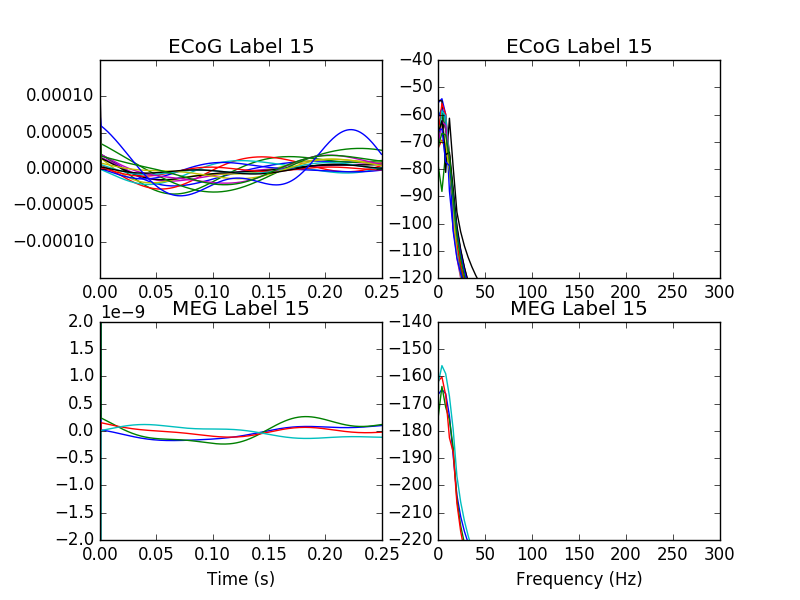 ECoG Label 15
0.00010
0.00005
0.00000
−0.00005
−0.00010
0.00 0.05 0.10 0.15 0.20 0.25
ECoG Label 15
−40
−50
−60
−70
−80
−90
−100
−110
−120
0 50 100 150 200 250 300
MEG Label 15
1e−9
2.0
1.5
1.0
0.5
0.0
−0.5
−1.0
−1.5
−2.0
0.00 0.05 0.10 0.15 0.20 0.25
Time (s)
MEG Label 15
−140
−150
−160
−170
−180
−190
−200
−210
−220
0 50 100 150 200 250 300
Frequency (Hz)